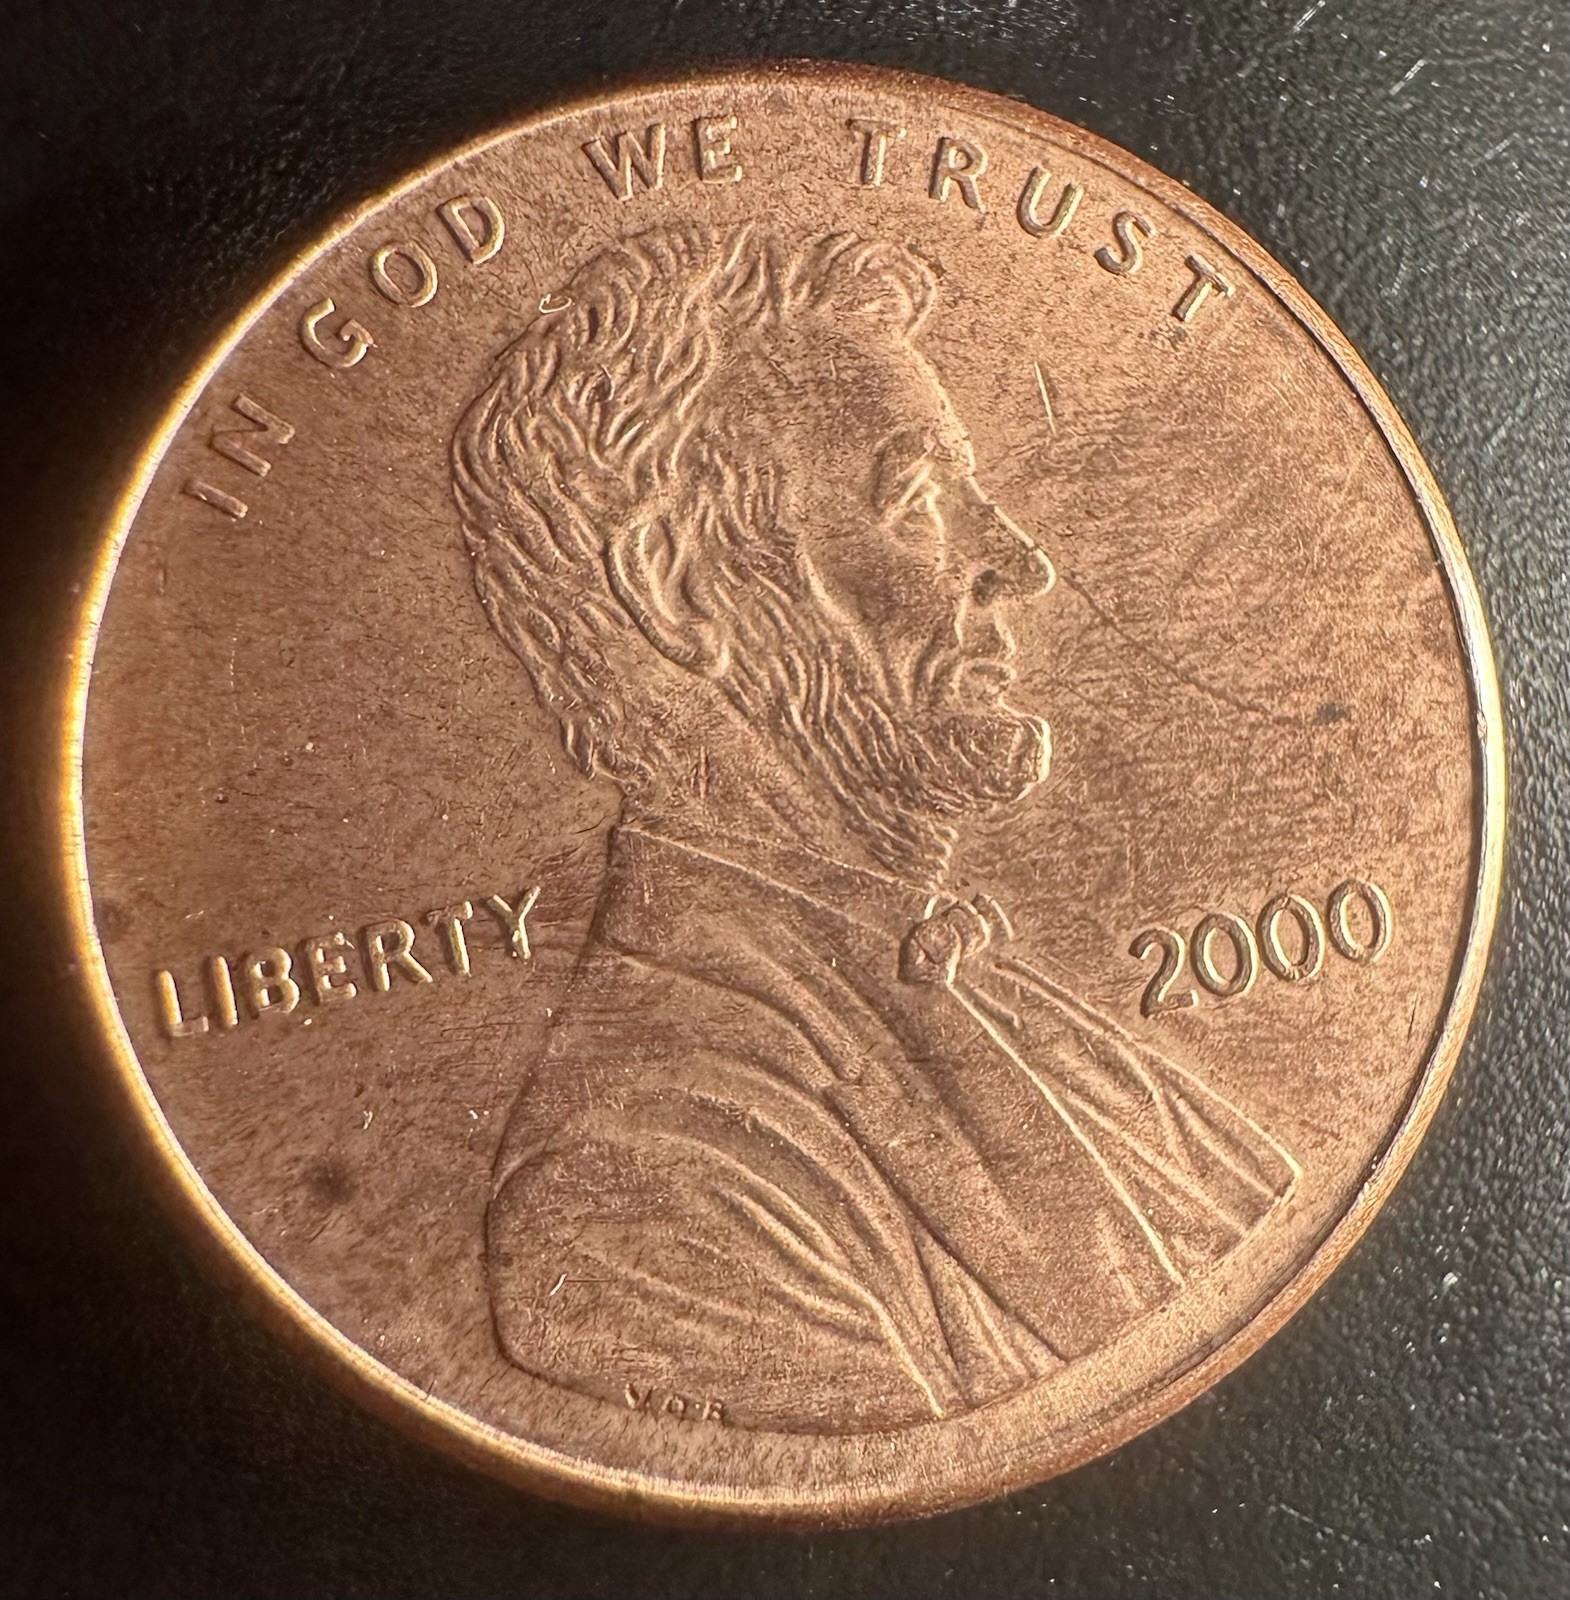 IN GOD WE TRUST
LIBERTY
2000
V.D.B.